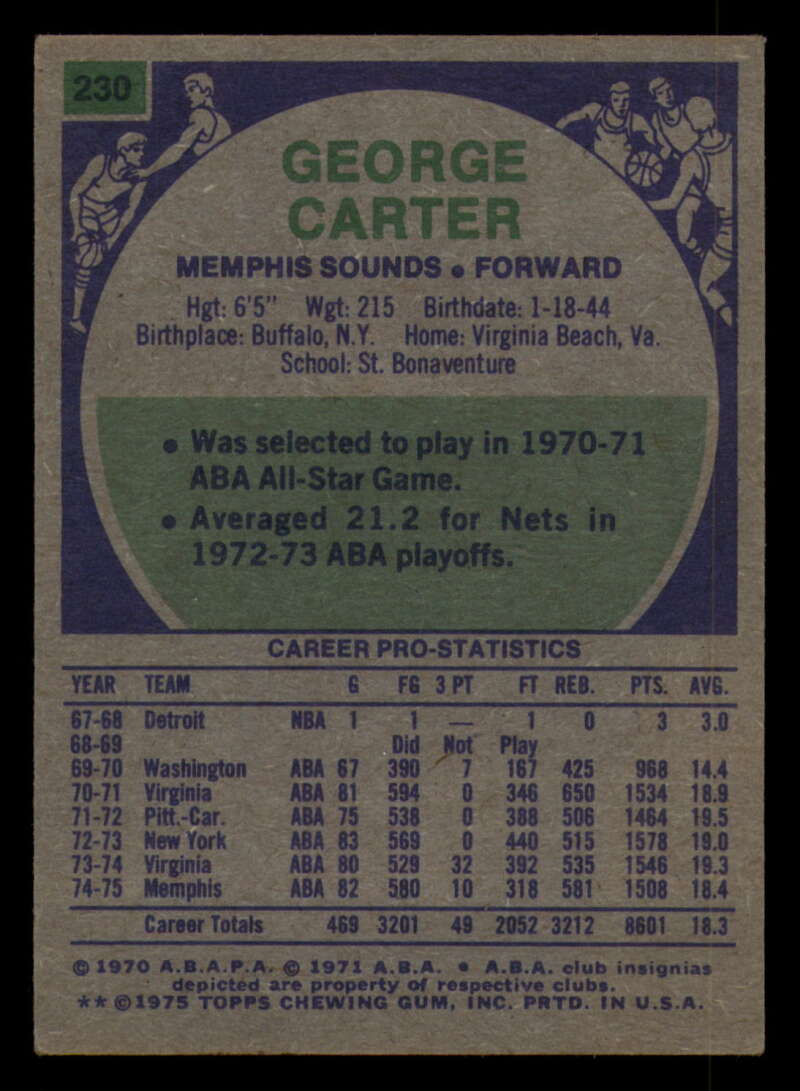 230
GEORGE
CARTER
MEMPHIS SOUNDS • FORWARD
Hgt: 6'5" Wgt: 215 Birthdate: 1-18-44
Birthplace: Buffalo, N.Y. Home: Virginia Beach, Va.
School: St. Bonaventure
• Was selected to play in 1970-71
ABA All-Star Game.
• Averaged 21.2 for Nets in
1972-73 ABA playoffs.
CAREER PRO-STATISTICS
YEAR TEAM G FG 3 PT FT REB. PTS. AVG.
67-68 Detroit NBA 1 1 — 1 0 3 3.0
68-69 Did Not Play
69-70 Washington ABA 67 390 7 167 425 968 14.4
70-71 Virginia ABA 81 594 0 346 650 1534 18.9
71-72 Pitt.-Car. ABA 75 538 0 388 506 1464 19.5
72-73 New York ABA 83 569 0 440 515 1578 19.0
73-74 Virginia ABA 80 529 32 392 535 1546 19.3
74-75 Memphis ABA 82 580 10 318 581 1508 18.4
Career Totals 469 3201 49 2052 3212 8601 18.3
© 1970 A.B.A.P.A. © 1971 A.B.A. • A.B.A. club insignias
depicted are property of respective clubs.
** ©1975 TOPPS CHEWING GUM, INC. PRTD. IN U.S.A.